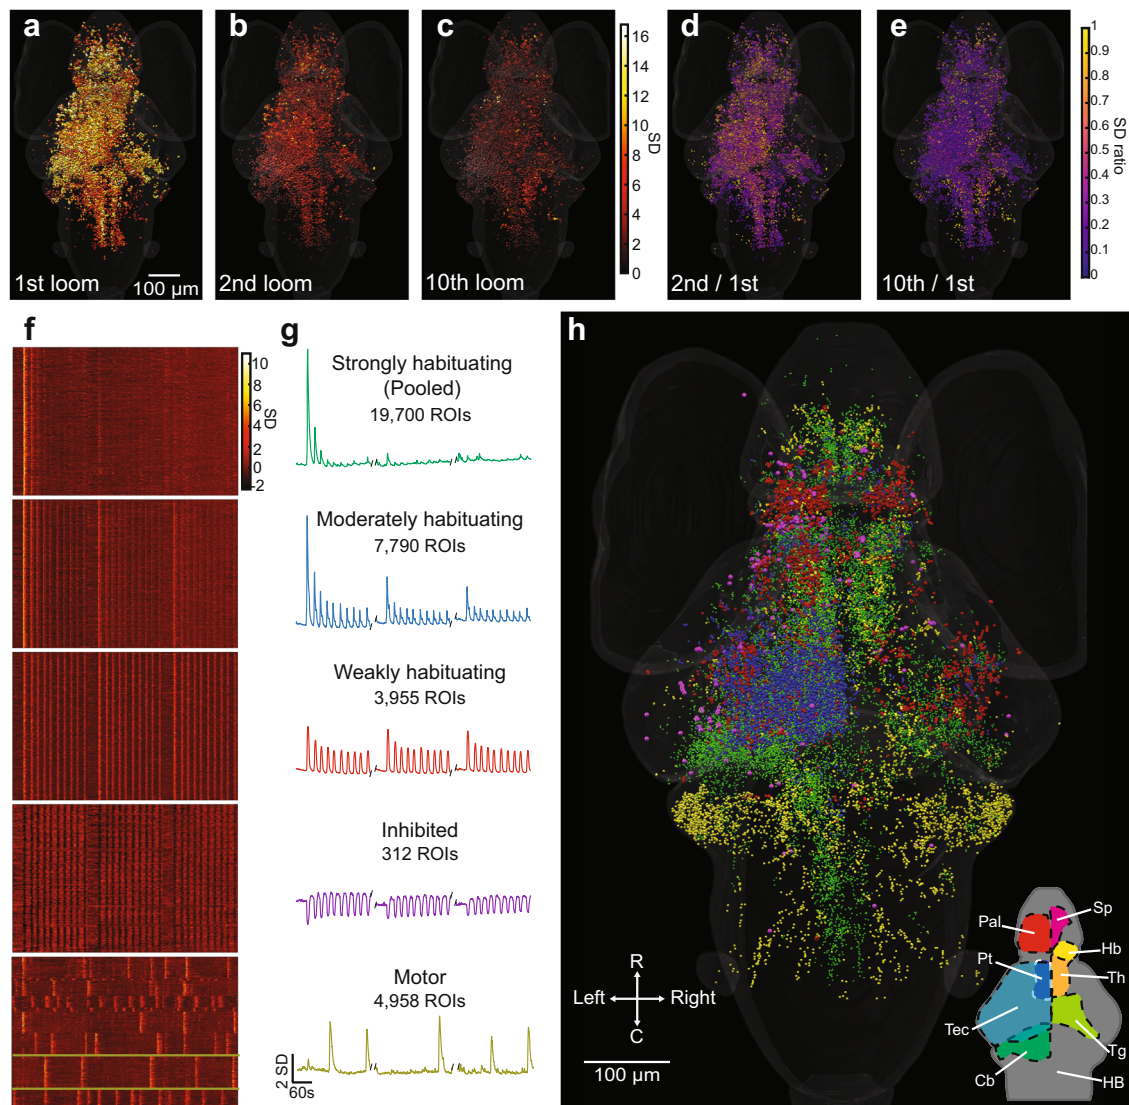 a
b
c
d
e
1st loom
100 µm
2nd loom
10th loom
16
14
12
10
8
6
4
2
0
SD
2nd / 1st
10th / 1st
1
0.9
0.8
0.7
0.6
0.5
0.4
0.3
0.2
0.1
0
SD ratio
f
10
8
6
4
2
0
-2
SD
g
Strongly habituating
(Pooled)
19,700 ROIs
Moderately habituating
7,790 ROIs
Weakly habituating
3,955 ROIs
Inhibited
312 ROIs
Motor
4,958 ROIs
2 SD
60s
h
R
Left
Right
C
100 µm
Pal
Sp
Hb
Pt
Th
Tec
Tg
Cb
HB